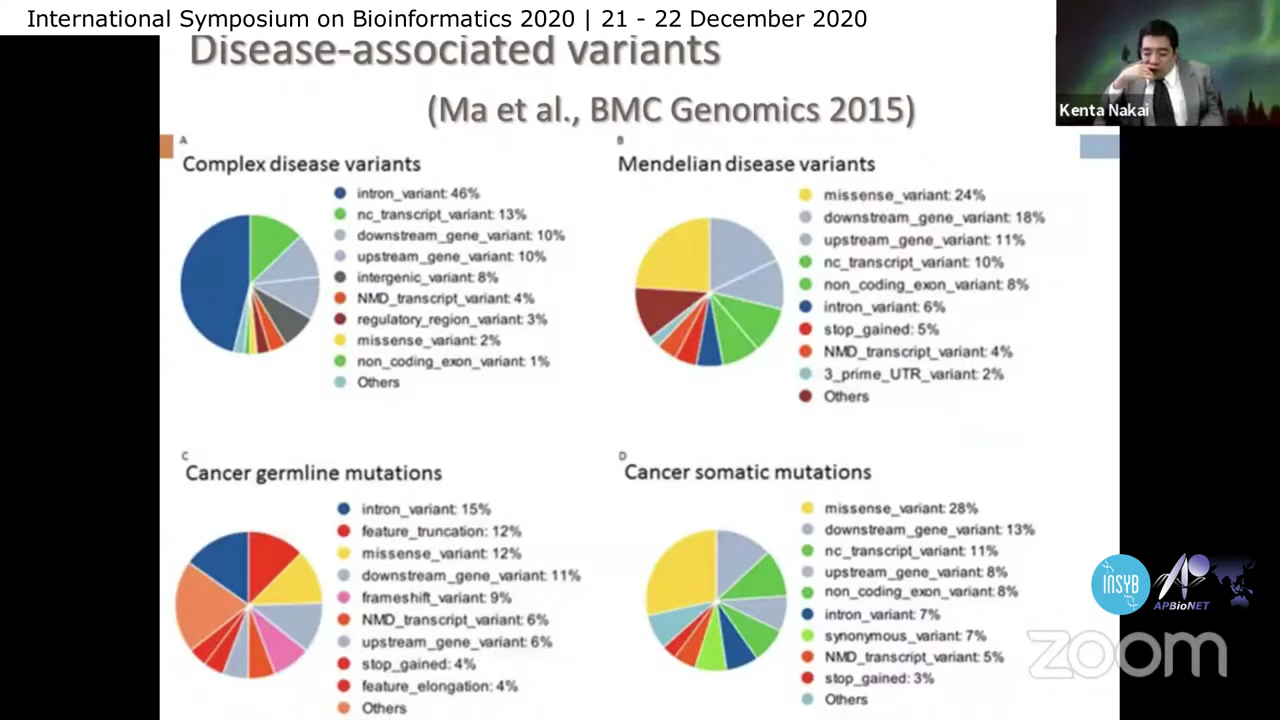 International Symposium on Bioinformatics 2020 | 21 - 22 December 2020
Disease-associated variants
(Ma et al., BMC Genomics 2015)
Kenta Nakai
A
Complex disease variants
intron_variant: 46%
nc_transcript_variant: 13%
downstream_gene_variant: 10%
upstream_gene_variant: 10%
intergenic_variant: 8%
NMD_transcript_variant: 4%
regulatory_region_variant: 3%
missense_variant: 2%
non_coding_exon_variant: 1%
Others
B
Mendelian disease variants
missense_variant: 24%
downstream_gene_variant: 18%
upstream_gene_variant: 11%
nc_transcript_variant: 10%
non_coding_exon_variant: 8%
intron_variant: 6%
stop_gained: 5%
NMD_transcript_variant: 4%
3_prime_UTR_variant: 2%
Others
C
Cancer germline mutations
intron_variant: 15%
feature_truncation: 12%
missense_variant: 12%
downstream_gene_variant: 11%
frameshift_variant: 9%
NMD_transcript_variant: 6%
upstream_gene_variant: 6%
stop_gained: 4%
feature_elongation: 4%
Others
D
Cancer somatic mutations
missense_variant: 28%
downstream_gene_variant: 13%
nc_transcript_variant: 11%
upstream_gene_variant: 8%
non_coding_exon_variant: 8%
intron_variant: 7%
synonymous_variant: 7%
NMD_transcript_variant: 5%
stop_gained: 3%
Others
INSYB
APBioNET
zoom